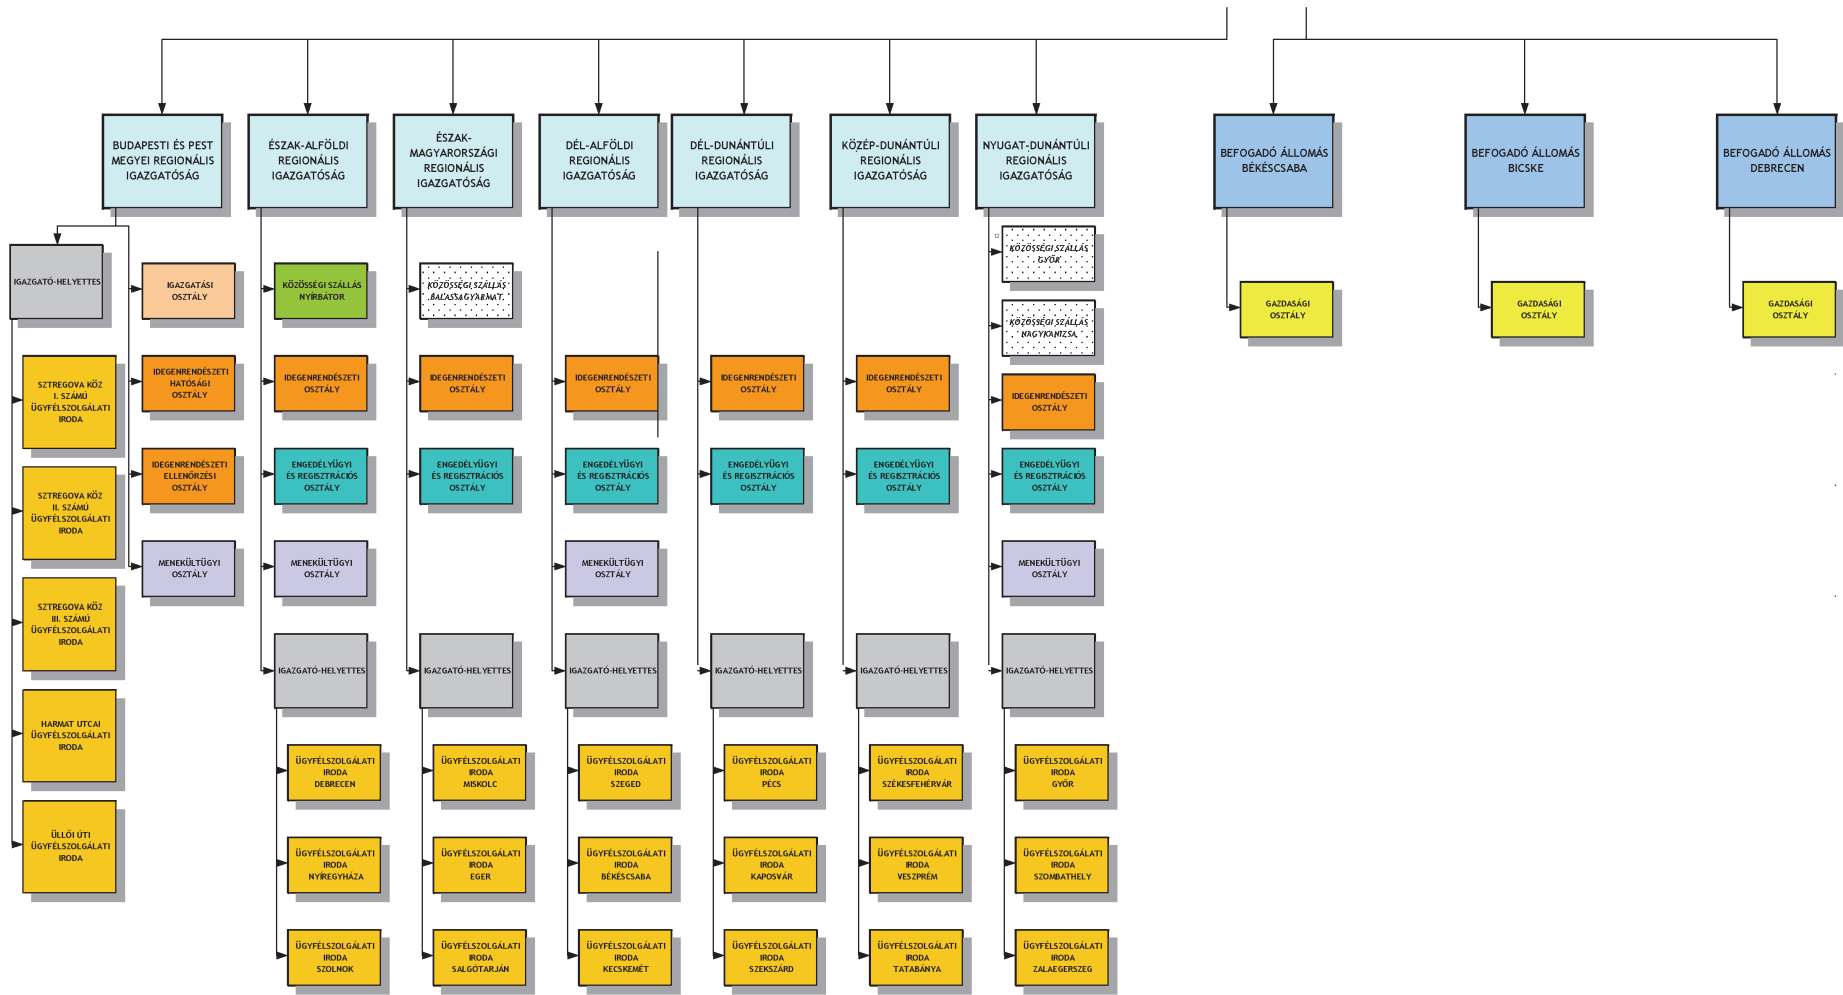 BUDAPESTI ÉS PEST
MEGYEI REGIONÁLIS
IGAZGATÓSÁG
ÉSZAK-ALFÖLDI
REGIONÁLIS
IGAZGATÓSÁG
ÉSZAK-
MAGYARORSZÁGI
REGIONÁLIS
IGAZGATÓSÁG
DÉL-ALFÖLDI
REGIONÁLIS
IGAZGATÓSÁG
DÉL-DUNÁNTÚLI
REGIONÁLIS
IGAZGATÓSÁG
KÖZÉP-DUNÁNTÚLI
REGIONÁLIS
IGAZGATÓSÁG
NYUGAT-DUNÁNTÚLI
REGIONÁLIS
IGAZGATÓSÁG
BEFOGADÓ ÁLLOMÁS
BÉKÉSCSABA
BEFOGADÓ ÁLLOMÁS
BICSKE
BEFOGADÓ ÁLLOMÁS
DEBRECEN
IGAZGATÓ-HELYETTES
IGAZGATÁSI
OSZTÁLY
KÖZÖSSÉGI SZÁLLÁS
NYÍRBÁTOR
KÖZÖSSÉGI SZÁLLÁS
BALASSAGYARMAT
12
KÖZÖSSÉGI SZÁLLÁS
GYŐR
KÖZÖSSÉGI SZÁLLÁS
NAGYKANIZSA
GAZDASÁGI
OSZTÁLY
GAZDASÁGI
OSZTÁLY
GAZDASÁGI
OSZTÁLY
SZTREGOVA KÖZ
I. SZÁMÚ
ÜGYFÉLSZOLGÁLATI
IRODA
IDEGENRENDÉSZETI
HATÓSÁGI
OSZTÁLY
IDEGENRENDÉSZETI
OSZTÁLY
IDEGENRENDÉSZETI
OSZTÁLY
IDEGENRENDÉSZETI
OSZTÁLY
IDEGENRENDÉSZETI
OSZTÁLY
IDEGENRENDÉSZETI
OSZTÁLY
IDEGENRENDÉSZETI
OSZTÁLY
SZTREGOVA KÖZ
II. SZÁMÚ
ÜGYFÉLSZOLGÁLATI
IRODA
IDEGENRENDÉSZETI
ELLENŐRZÉSI
OSZTÁLY
ENGEDÉLYÜGYI
ÉS REGISZTRÁCIÓS
OSZTÁLY
ENGEDÉLYÜGYI
ÉS REGISZTRÁCIÓS
OSZTÁLY
ENGEDÉLYÜGYI
ÉS REGISZTRÁCIÓS
OSZTÁLY
ENGEDÉLYÜGYI
ÉS REGISZTRÁCIÓS
OSZTÁLY
ENGEDÉLYÜGYI
ÉS REGISZTRÁCIÓS
OSZTÁLY
ENGEDÉLYÜGYI
ÉS REGISZTRÁCIÓS
OSZTÁLY
SZTREGOVA KÖZ
III. SZÁMÚ
ÜGYFÉLSZOLGÁLATI
IRODA
MENEKÜLTÜGYI
OSZTÁLY
MENEKÜLTÜGYI
OSZTÁLY
MENEKÜLTÜGYI
OSZTÁLY
MENEKÜLTÜGYI
OSZTÁLY
HARMAT UTCAI
ÜGYFÉLSZOLGÁLATI
IRODA
IGAZGATÓ-HELYETTES
IGAZGATÓ-HELYETTES
IGAZGATÓ-HELYETTES
IGAZGATÓ-HELYETTES
IGAZGATÓ-HELYETTES
IGAZGATÓ-HELYETTES
ÜLLŐI ÚTI
ÜGYFÉLSZOLGÁLATI
IRODA
ÜGYFÉLSZOLGÁLATI
IRODA
DEBRECEN
ÜGYFÉLSZOLGÁLATI
IRODA
MISKOLC
ÜGYFÉLSZOLGÁLATI
IRODA
SZEGED
ÜGYFÉLSZOLGÁLATI
IRODA
PÉCS
ÜGYFÉLSZOLGÁLATI
IRODA
SZÉKESFEHÉRVÁR
ÜGYFÉLSZOLGÁLATI
IRODA
GYŐR
ÜGYFÉLSZOLGÁLATI
IRODA
NYÍREGYHÁZA
ÜGYFÉLSZOLGÁLATI
IRODA
EGER
ÜGYFÉLSZOLGÁLATI
IRODA
BÉKÉSCSABA
ÜGYFÉLSZOLGÁLATI
IRODA
KAPOSVÁR
ÜGYFÉLSZOLGÁLATI
IRODA
VESZPRÉM
ÜGYFÉLSZOLGÁLATI
IRODA
SZOMBATHELY
ÜGYFÉLSZOLGÁLATI
IRODA
SZOLNOK
ÜGYFÉLSZOLGÁLATI
IRODA
SALGÓTARJÁN
ÜGYFÉLSZOLGÁLATI
IRODA
KECSKEMÉT
ÜGYFÉLSZOLGÁLATI
IRODA
SZEKSZÁRD
ÜGYFÉLSZOLGÁLATI
IRODA
TATABÁNYA
ÜGYFÉLSZOLGÁLATI
IRODA
ZALAEGERSZEG